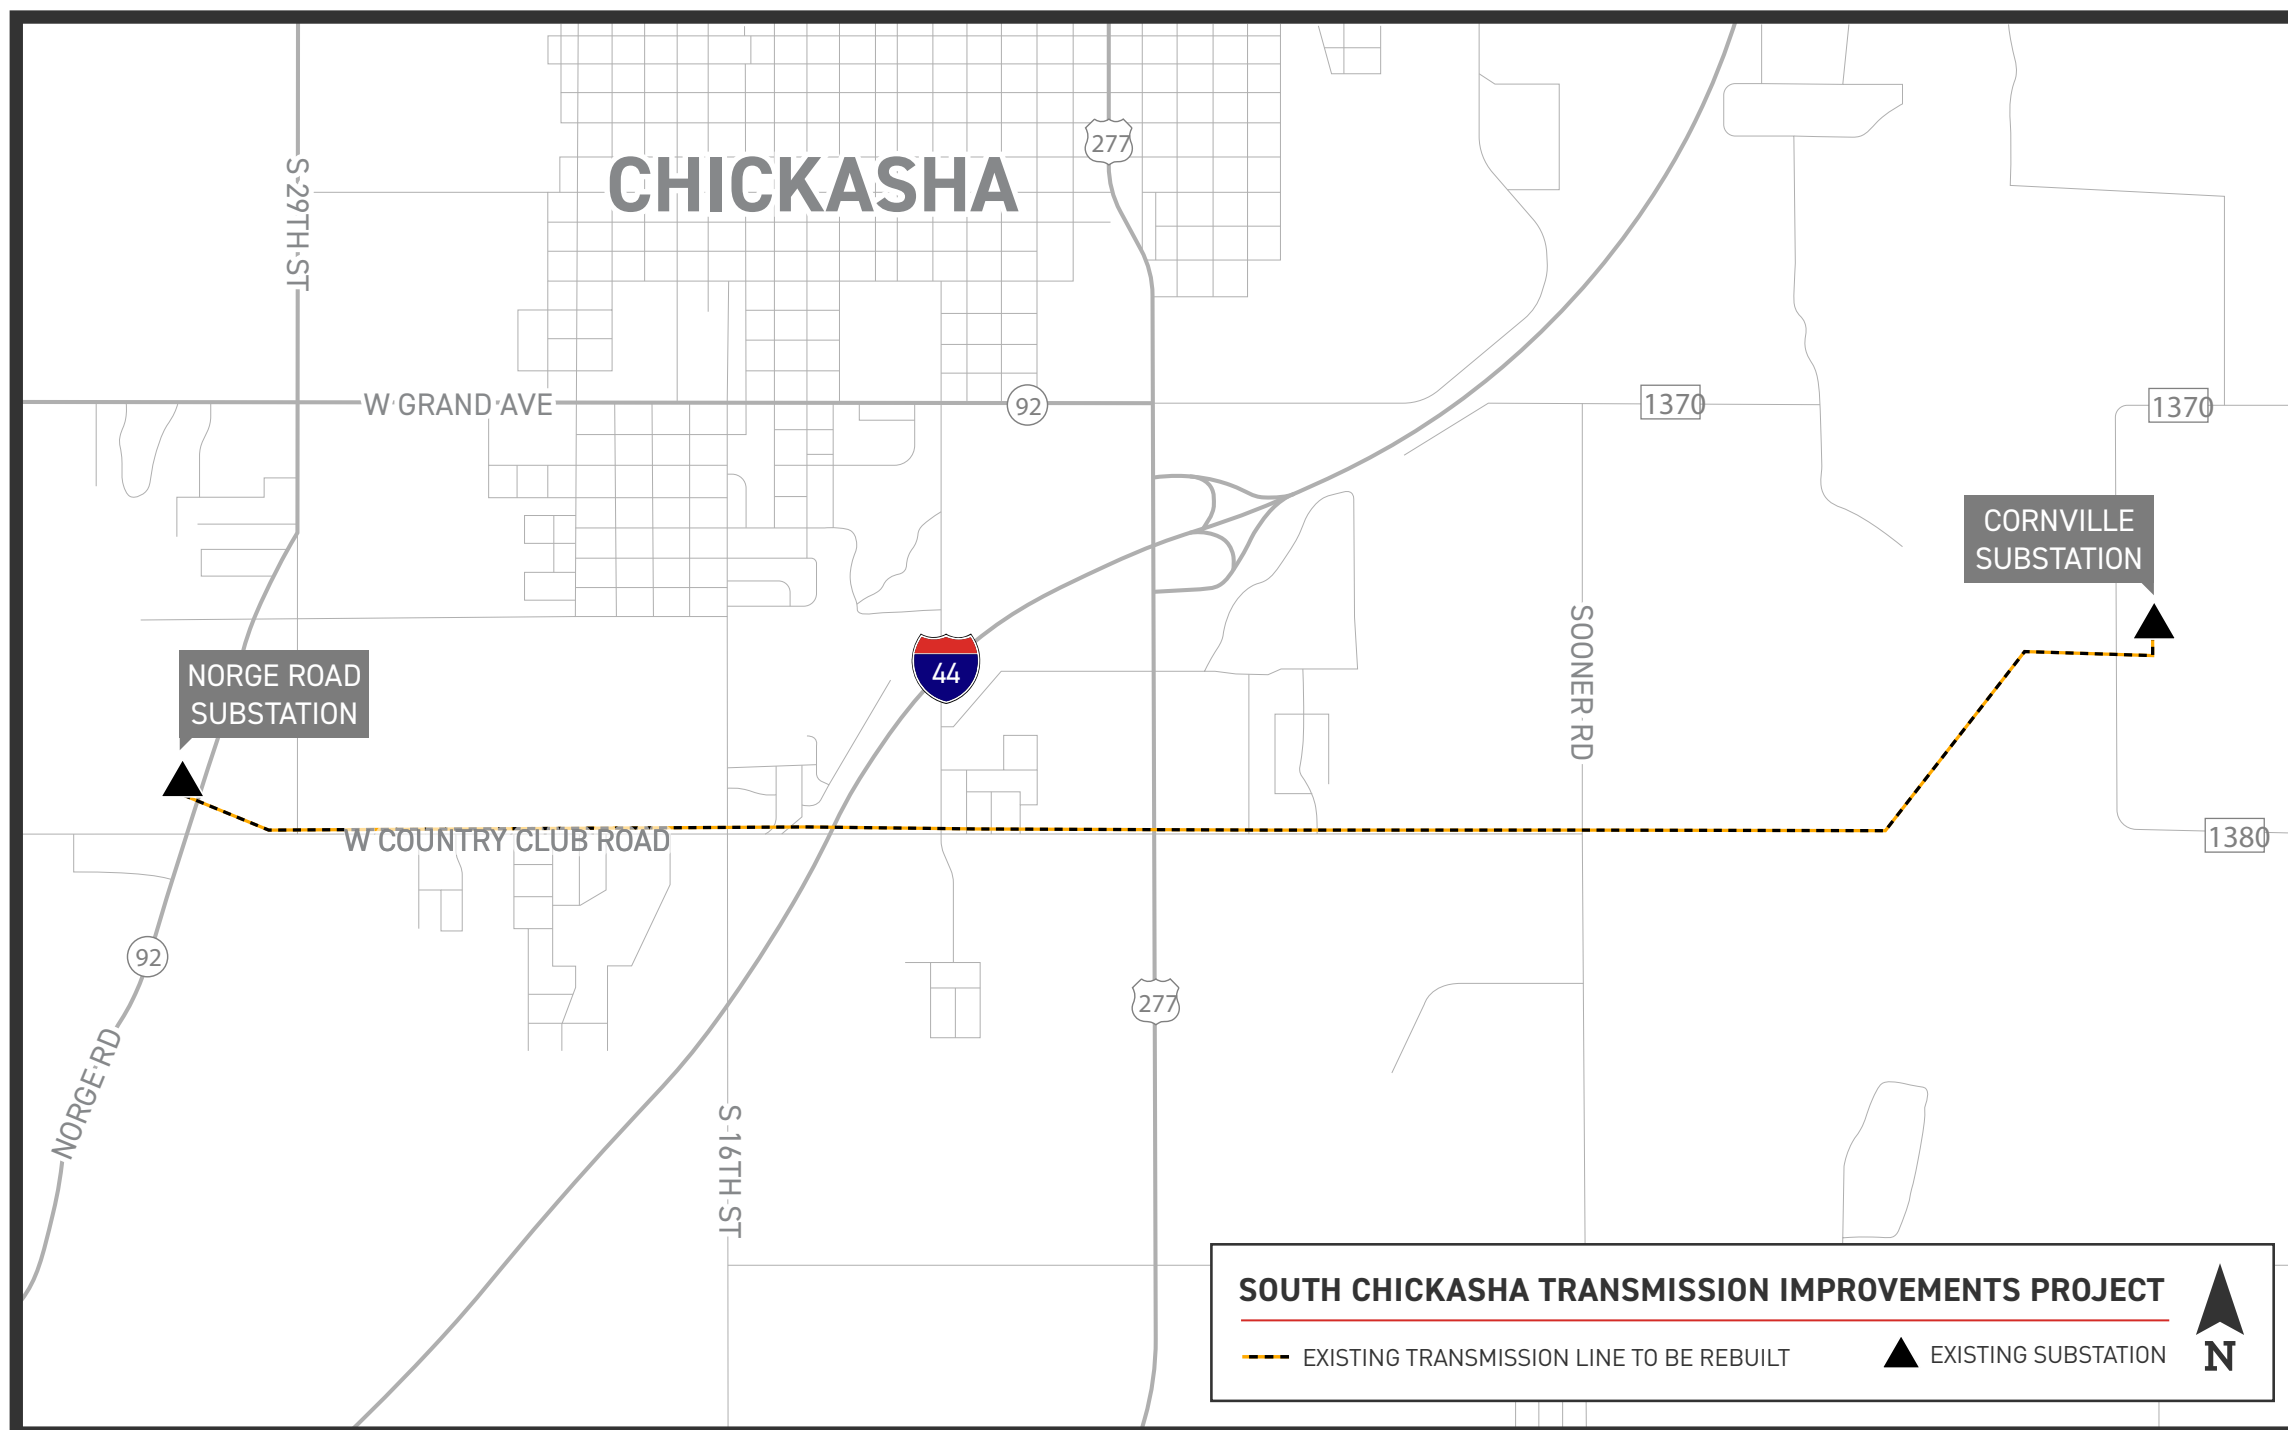 277
CHICKASHA
S 29TH ST
W GRAND AVE
92
1370
1370
CORNVILLE
SUBSTATION
SOONER RD
NORGE ROAD
SUBSTATION
44
W COUNTRY CLUB ROAD
1380
92
277
NORGE RD
S 16TH ST
SOUTH CHICKASHA TRANSMISSION IMPROVEMENTS PROJECT
EXISTING TRANSMISSION LINE TO BE REBUILT
EXISTING SUBSTATION
N